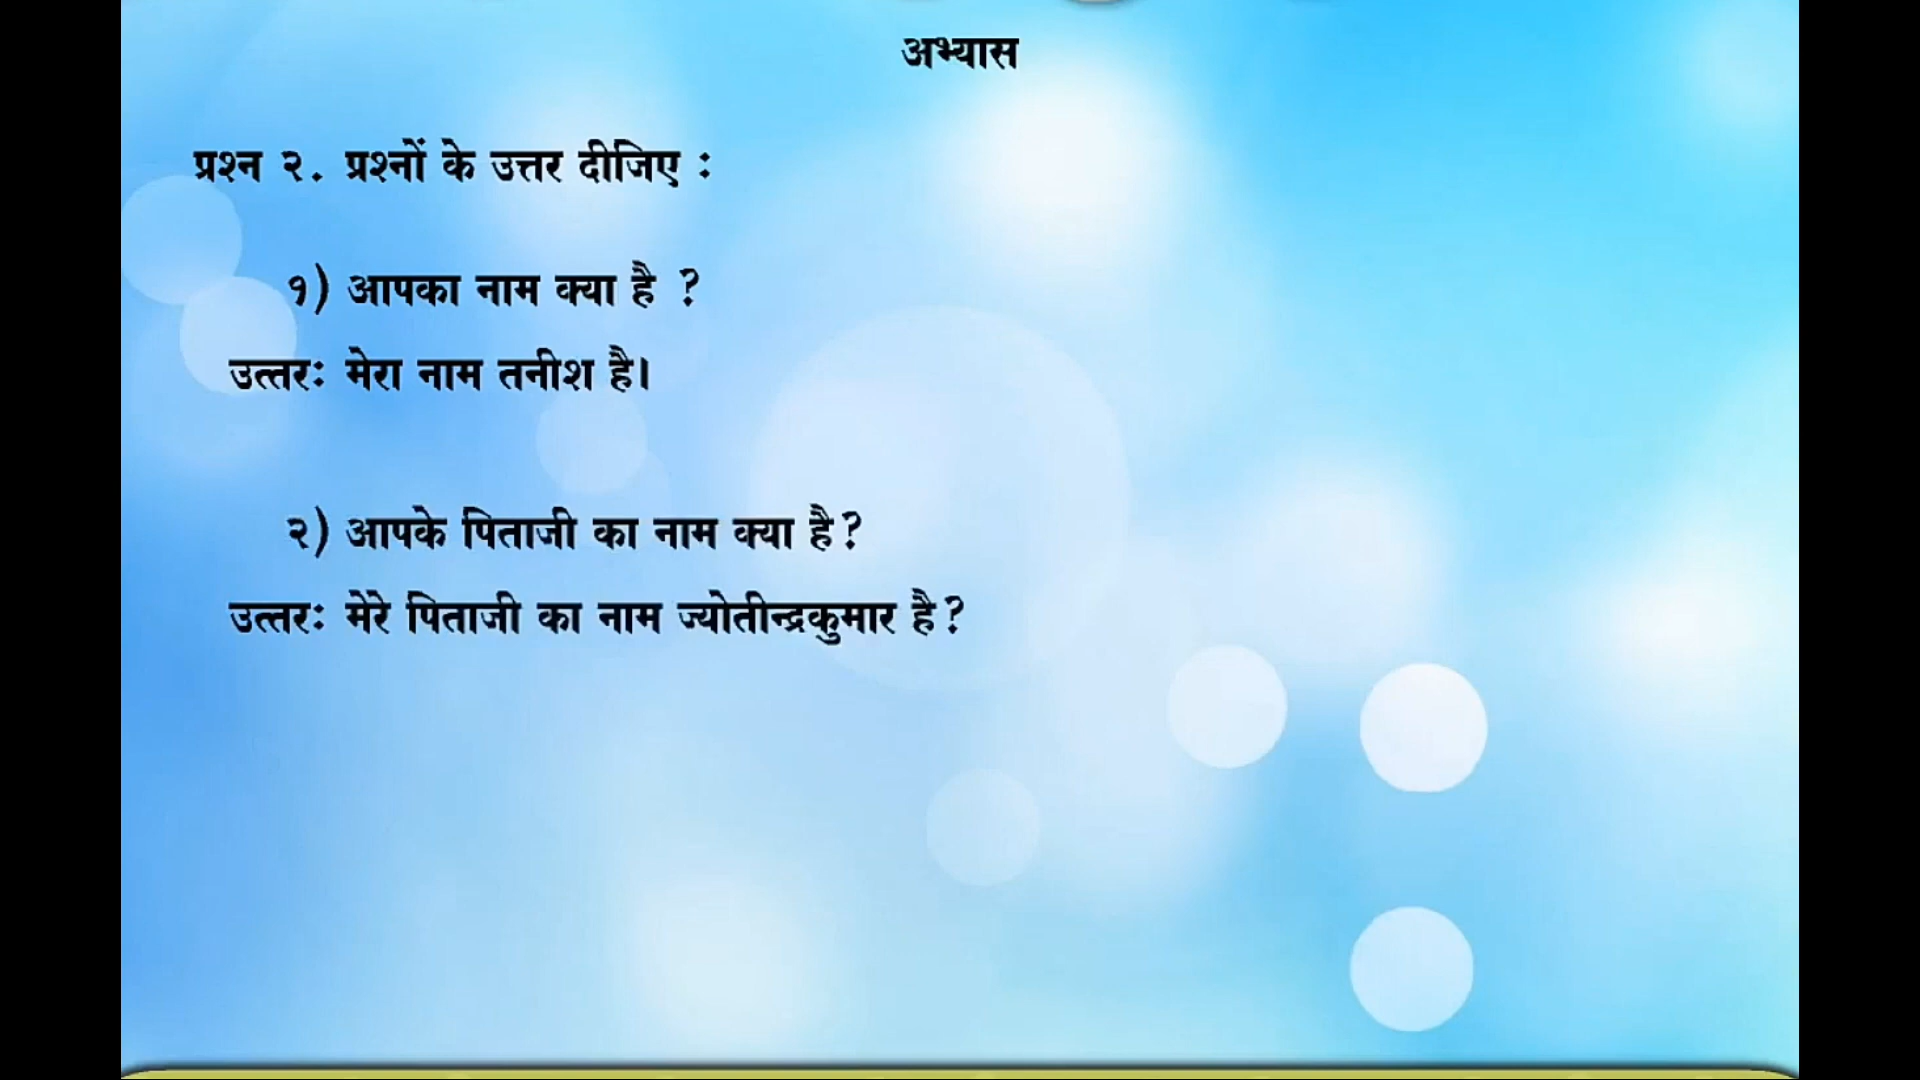 अभ्यास
प्रश्न २. प्रश्नों के उत्तर दीजिए :
१) आपका नाम क्या है ?
उत्तरः मेरा नाम तनीश है।
२) आपके पिताजी का नाम क्या है?
उत्तरः मेरे पिताजी का नाम ज्योतीन्द्रकुमार है?